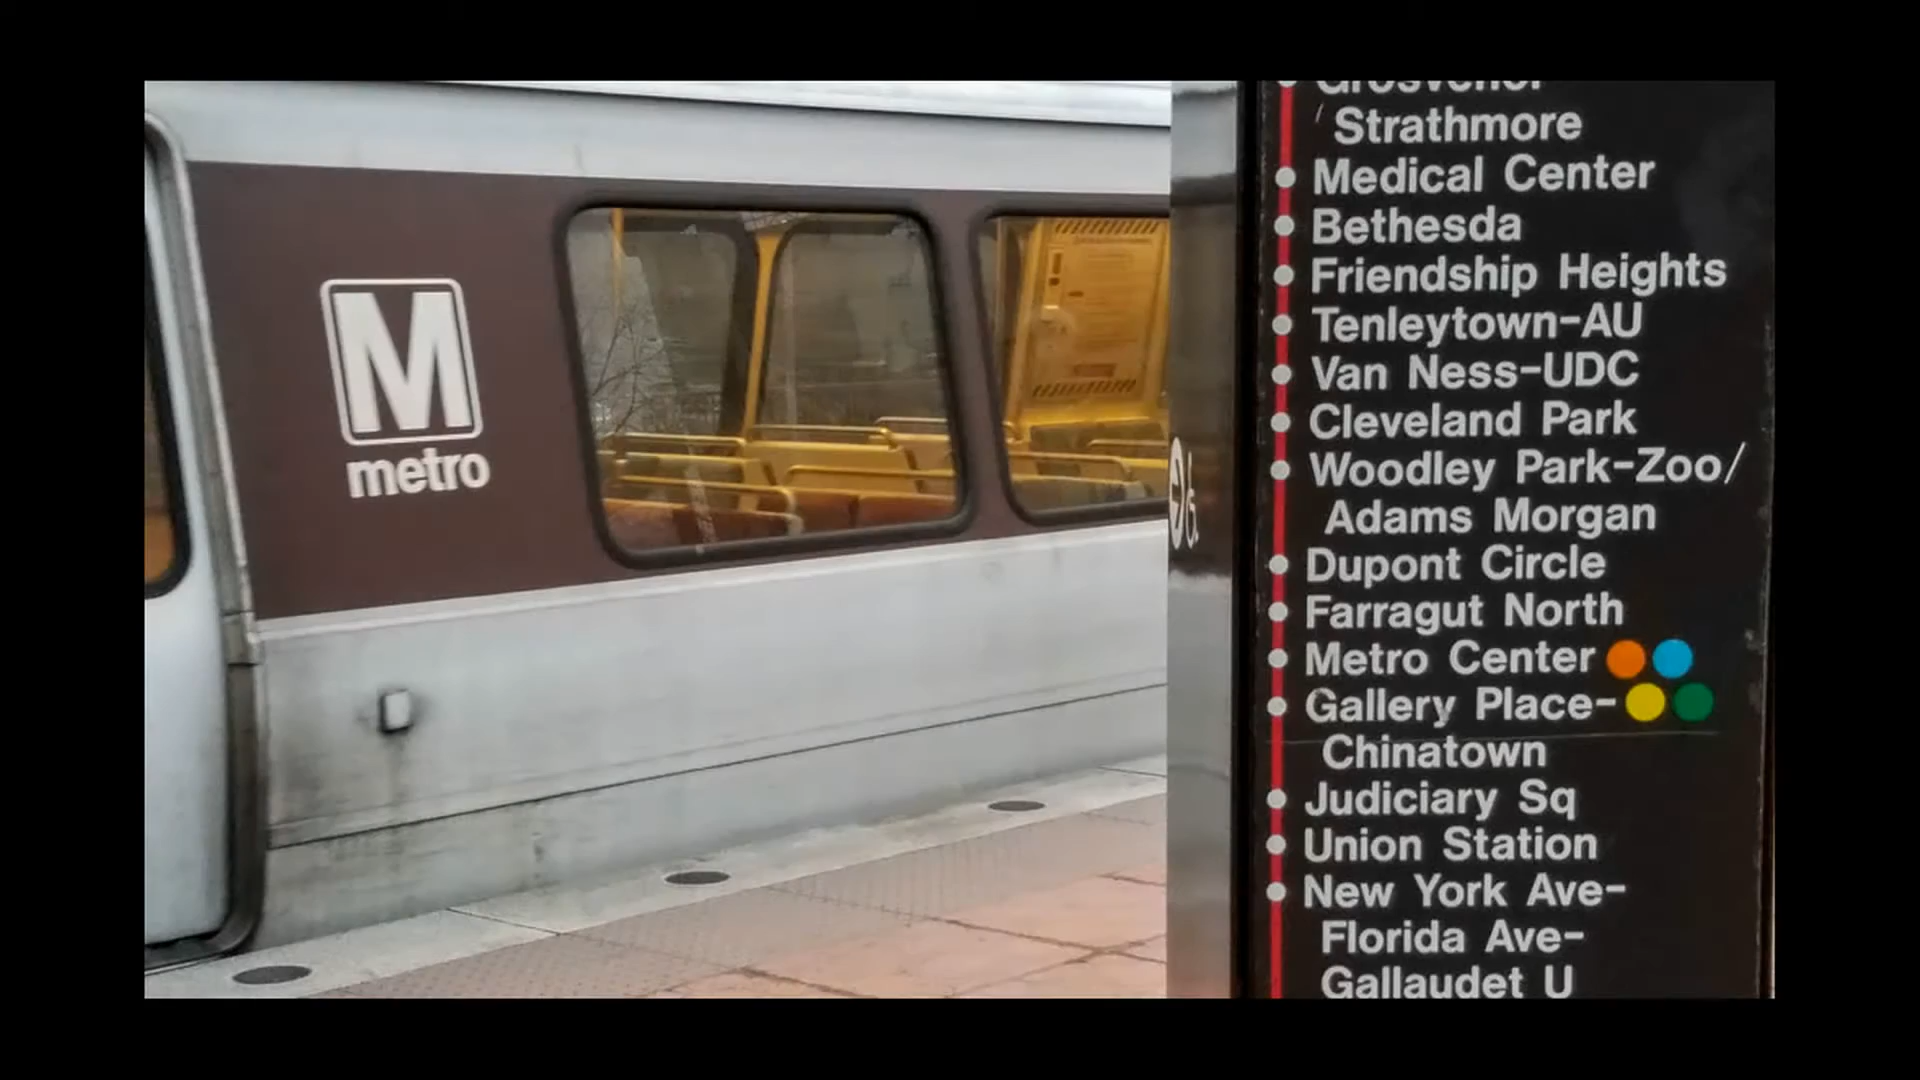 M
metro
Grosvenor
/ Strathmore
Medical Center
Bethesda
Friendship Heights
Tenleytown-AU
Van Ness-UDC
Cleveland Park
Woodley Park-Zoo/
Adams Morgan
Dupont Circle
Farragut North
Metro Center
Gallery Place-
Chinatown
Judiciary Sq
Union Station
New York Ave-
Florida Ave-
Gallaudet U